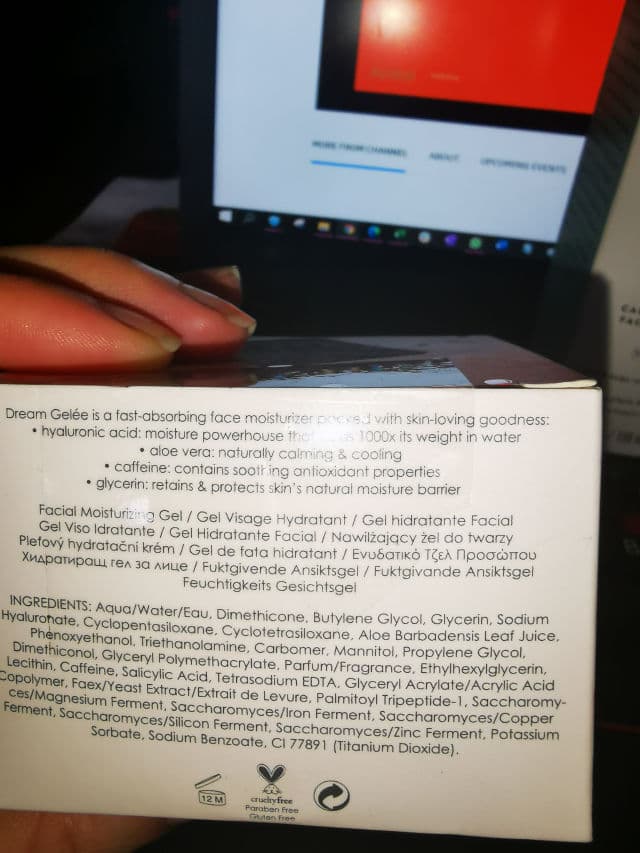 MORE FROM CHANNEL ABOUT UPCOMING EVENTS
Dream Gelée is a fast-absorbing face moisturizer packed with skin-loving goodness:
• hyaluronic acid: moisture powerhouse that 1000x its weight in water
• aloe vera: naturally calming & cooling
• caffeine: contains soothing antioxidant properties
• glycerin: retains & protects skin's natural moisture barrier
Facial Moisturizing Gel / Gel Visage Hydratant / Gel hidratante Facial
Gel Viso Idratante / Gel Hidratante Facial / Nawilżający żel do twarzy
Pleťový hydratační krém / Gel de fata hidratant / Ενυδατικό Τζελ Προσώπου
Хидратиращ гел за лице / Fuktgivende Ansiktsgel / Fuktgivande Ansiktsgel
Feuchtigkeits Gesichtsgel
INGREDIENTS: Aqua/Water/Eau, Dimethicone, Butylene Glycol, Glycerin, Sodium
Hyaluronate, Cyclopentasiloxane, Cyclotetrasiloxane, Aloe Barbadensis Leaf Juice,
Phenoxyethanol, Triethanolamine, Carbomer, Mannitol, Propylene Glycol,
Dimethiconol, Glyceryl Polymethacrylate, Parfum/Fragrance, Ethylhexylglycerin,
Lecithin, Caffeine, Salicylic Acid, Tetrasodium EDTA, Glyceryl Acrylate/Acrylic Acid
Copolymer, Faex/Yeast Extract/Extrait de Levure, Palmitoyl Tripeptide-1, Saccharomy-
ces/Magnesium Ferment, Saccharomyces/Iron Ferment, Saccharomyces/Copper
Ferment, Saccharomyces/Silicon Ferment, Saccharomyces/Zinc Ferment, Potassium
Sorbate, Sodium Benzoate, CI 77891 (Titanium Dioxide).
12 M
crueltyfree
Paraben Free
Gluten Free